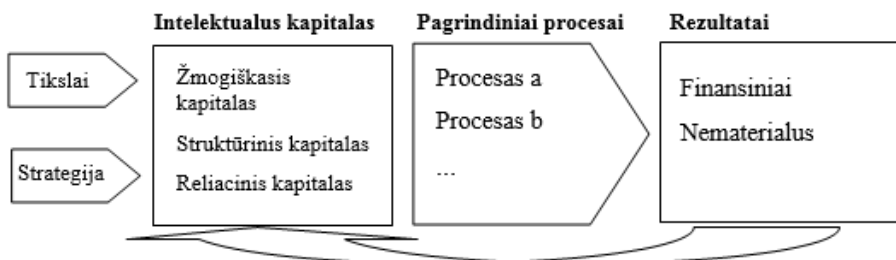 Intelektualus kapitalas
Pagrindiniai procesai
Rezultatai
Tikslai
Strategija
Žmogiškasis
kapitalas
Struktūrinis kapitalas
Reliacinis kapitalas
Procesas a
Procesas b
...
Finansiniai
Nematerialus